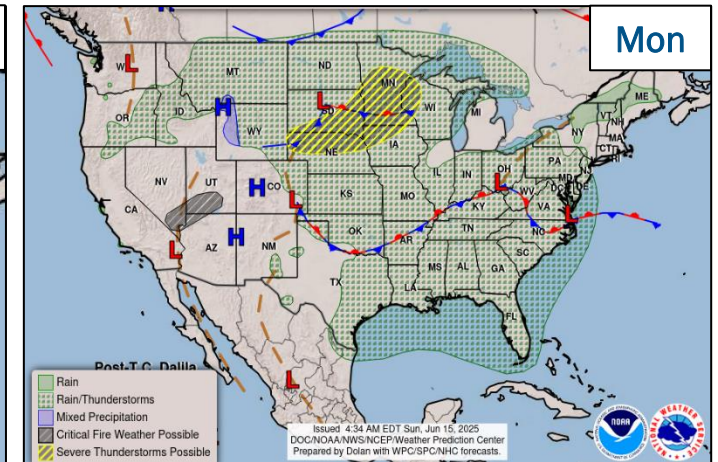 Mon
W
L
MT
ND
MN
ME
H
L
SD
WI
MI
VT
NH
OR
ID
WY
NY
MA
CT
RI
NE
IA
PA
NV
UT
H
CO
L
KS
MO
IL
IN
OH
L
WV
MD
DE
DC
NJ
VA
CA
KY
L
L
AZ
H
NM
OK
AR
TN
NC
SC
TX
LA
MS
AL
GA
FL
L
Post-T.C. Dalila
Rain
Rain/Thunderstorms
Mixed Precipitation
Critical Fire Weather Possible
Severe Thunderstorms Possible
Issued 4:34 AM EDT Sun, Jun 15, 2025
DOC/NOAA/NWS/NCEP/Weather Prediction Center
Prepared by Dolan with WPC/SPC/NHC forecasts.
NOAA
NATIONAL WEATHER SERVICE